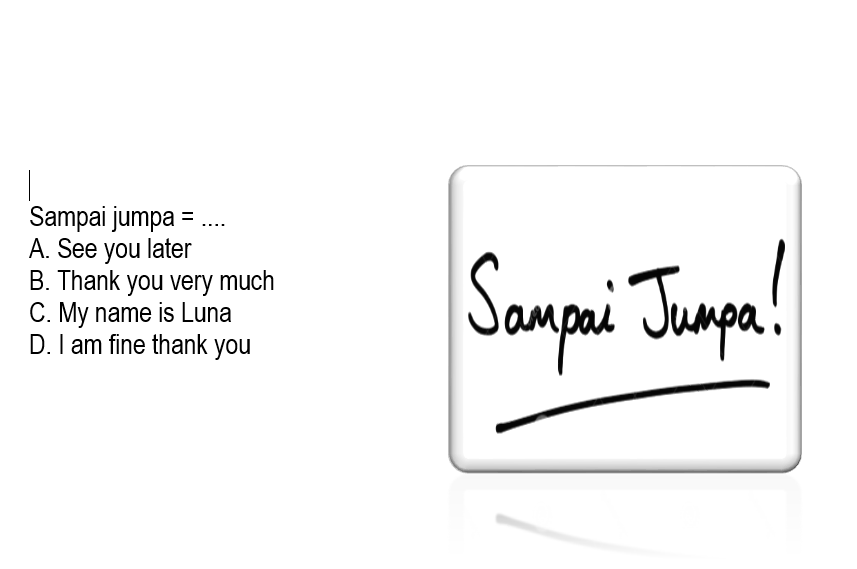 Sampai jumpa = ....
A. See you later
B. Thank you very much
C. My name is Luna
D. I am fine thank you
Sampai Jumpa!